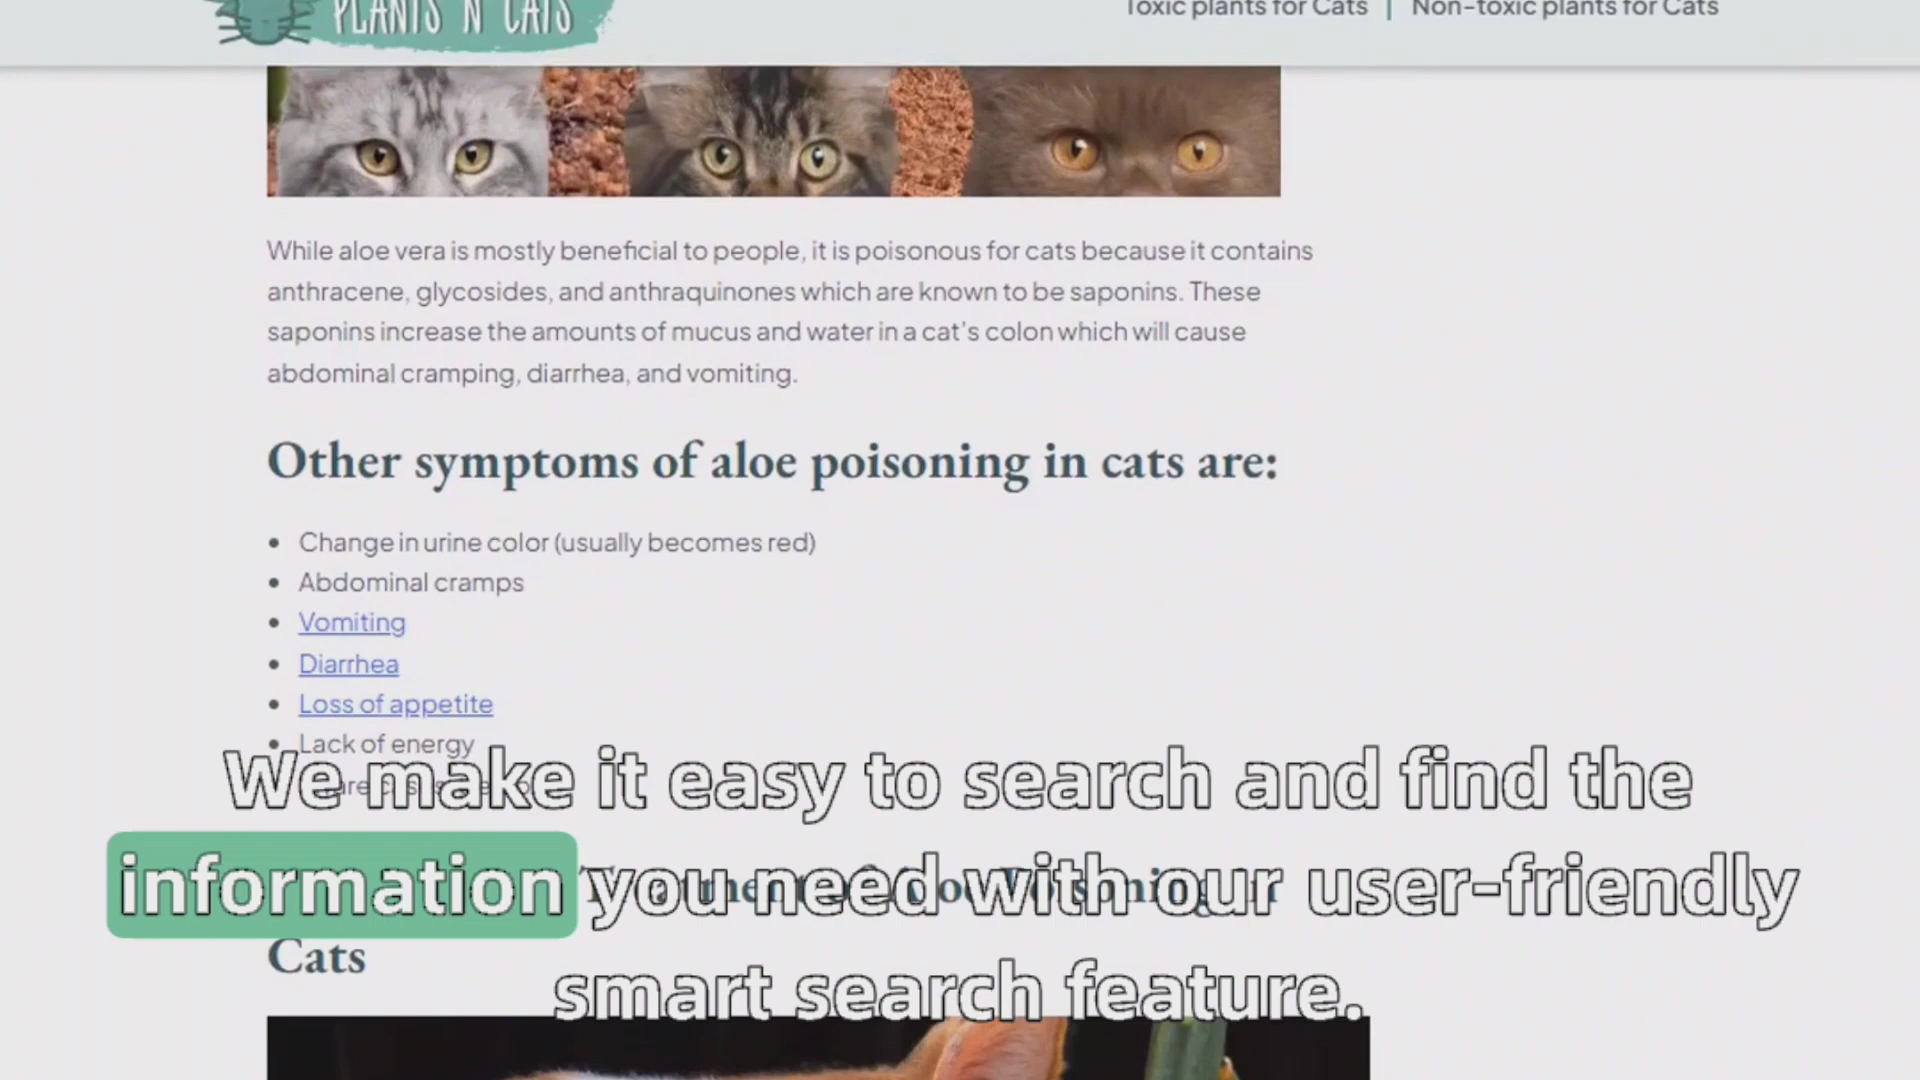 PLANTS N CATS
Toxic plants for Cats | Non-toxic plants for Cats
While aloe vera is mostly beneficial to people, it is poisonous for cats because it contains
anthracene, glycosides, and anthraquinones which are known to be saponins. These
saponins increase the amounts of mucus and water in a cat's colon which will cause
abdominal cramping, diarrhea, and vomiting.
Other symptoms of aloe poisoning in cats are:
• Change in urine color (usually becomes red)
• Abdominal cramps
• Vomiting
• Diarrhea
• Loss of appetite
• Lack of energy
We make it easy to search and find the
information you need with our user-friendly
Cats
smart search feature.